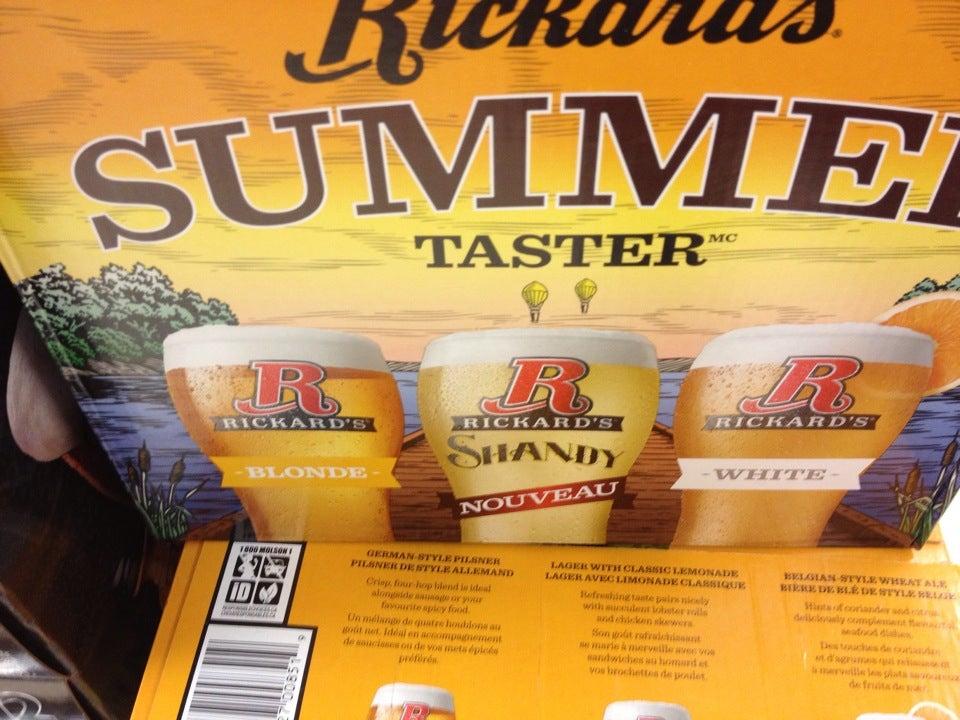 Rickard's
SUMME
TASTER MC
R
RICKARD'S
- BLONDE -
R
RICKARD'S
SHANDY
NOUVEAU
R
RICKARD'S
- WHITE -
1 800 MOLSON 1
ID
GERMAN-STYLE PILSNER
PILSNER DE STYLE ALLEMAND
Crisp, four-hop blend is ideal
alongside sausage or your
favourite spicy food.
Un mélange de quatre houblons au
goût net. Idéal en accompagnement
de saucisses ou de vos mets épicés
préférés.
LAGER WITH CLASSIC LEMONADE
LAGER AVEC LIMONADE CLASSIQUE
Refreshing taste pairs nicely
with succulent lobster rolls
and chicken skewers.
Son goût rafraîchissant
se marie à merveille avec vos
sandwiches au homard et
vos brochettes de poulet.
BELGIAN-STYLE WHEAT ALE
BIÈRE DE BLÉ DE STYLE BELGE
Hints of coriander and citrus
deliciously complement flavourful
seafood dishes.
Des touches de coriandre
et d'agrumes qui rehaussent
à merveille les plats savoureux
de fruits de mer.
R